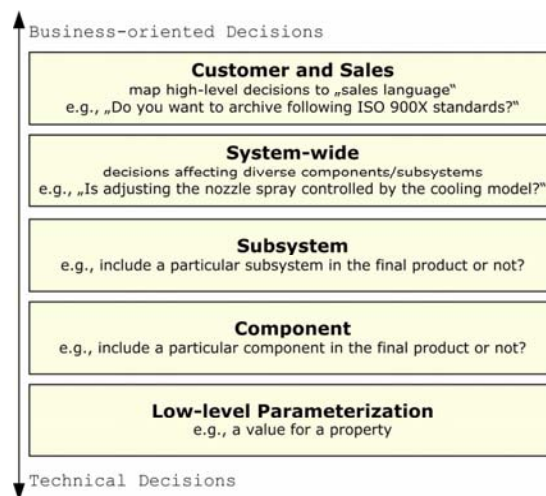 Business-oriented Decisions
Customer and Sales
map high-level decisions to „sales language“
e.g., „Do you want to archive following ISO 900X standards?“
System-wide
decisions affecting diverse components/subsystems
e.g., „Is adjusting the nozzle spray controlled by the cooling model?“
Subsystem
e.g., include a particular subsystem in the final product or not?
Component
e.g., include a particular component in the final product or not?
Low-level Parameterization
e.g., a value for a property
Technical Decisions